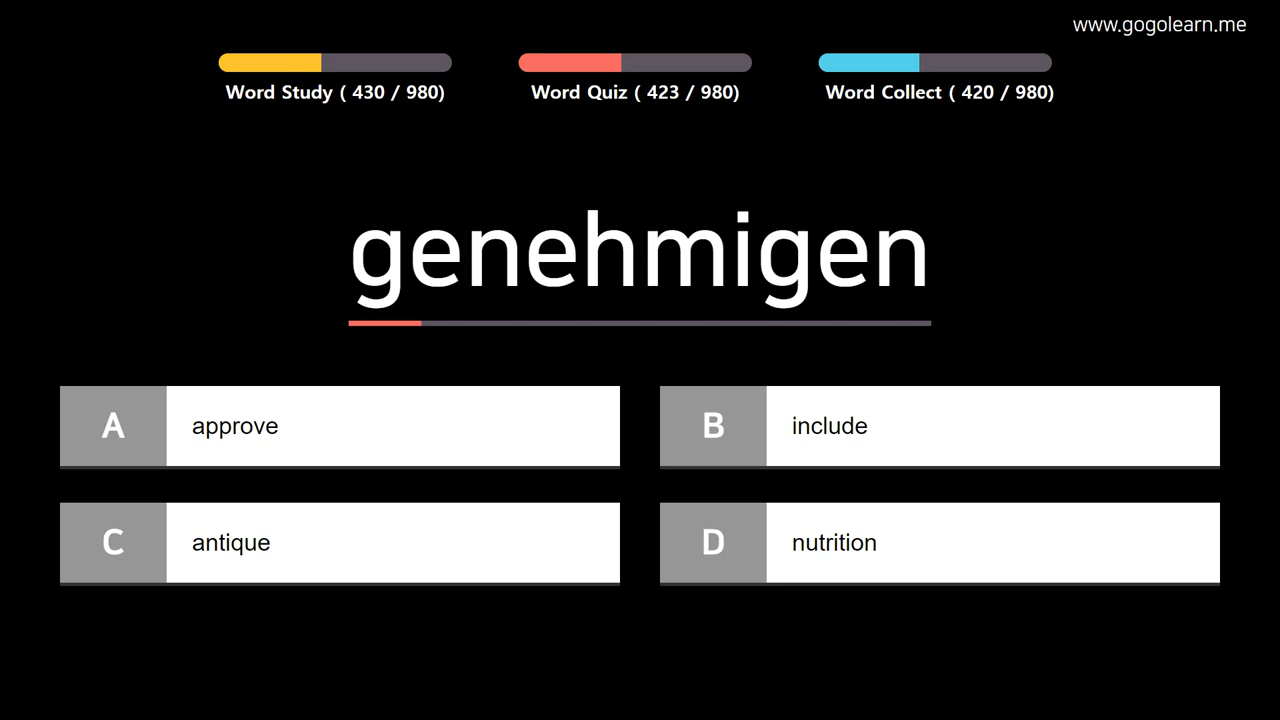 www.gogolearn.me
Word Study ( 430 / 980)
Word Quiz ( 423 / 980)
Word Collect ( 420 / 980)
genehmigen
A approve
B include
C antique
D nutrition